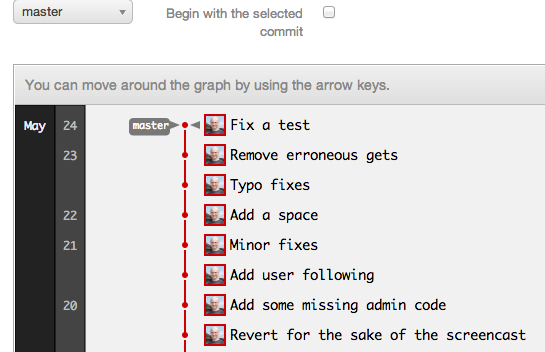 master
Begin with the selected
commit
You can move around the graph by using the arrow keys.
May 24 master Fix a test
23 Remove erroneous gets
Typo fixes
22 Add a space
21 Minor fixes
Add user following
20 Add some missing admin code
Revert for the sake of the screencast